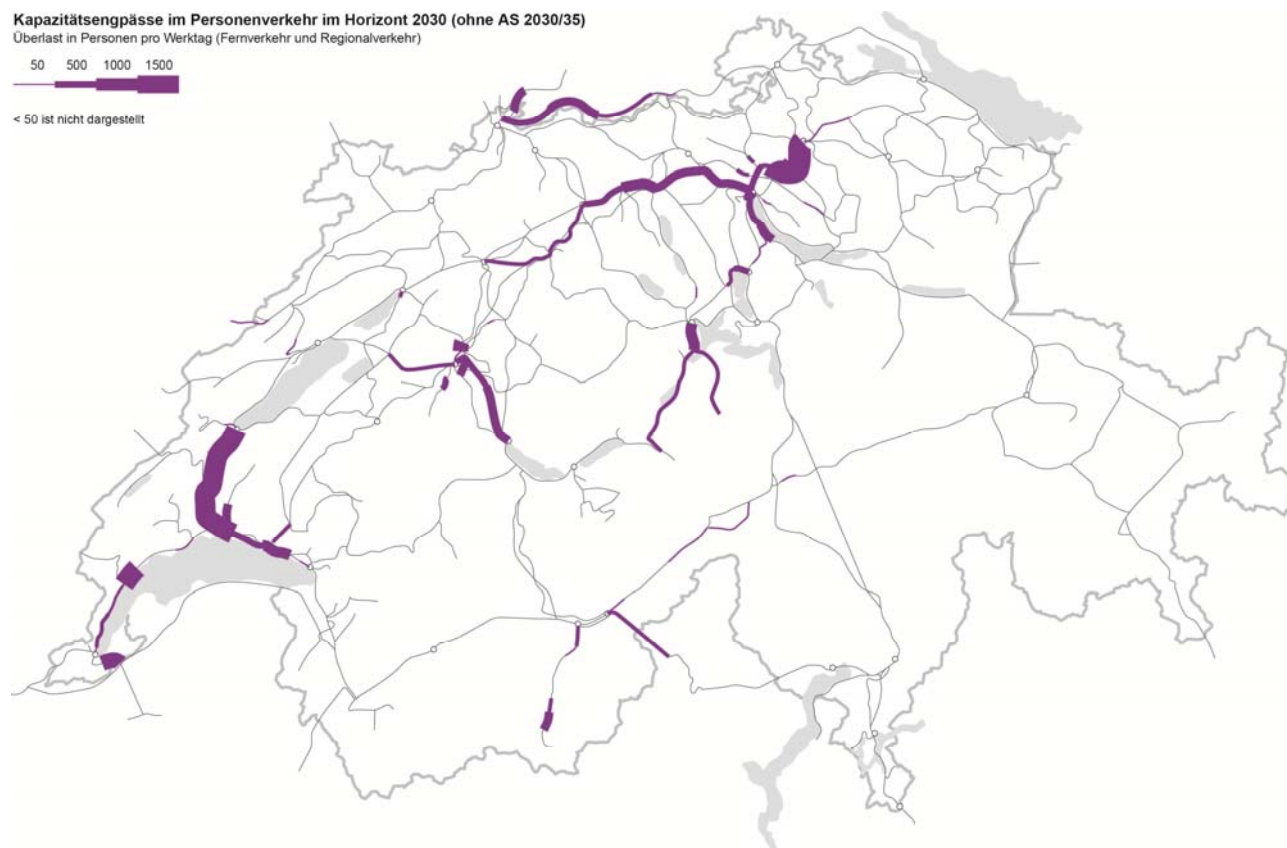 Kapazitätsengpässe im Personenverkehr im Horizont 2030 (ohne AS 2030/35)
Überlast in Personen pro Werktag (Fernverkehr und Regionalverkehr)
50 500 1000 1500
< 50 ist nicht dargestellt